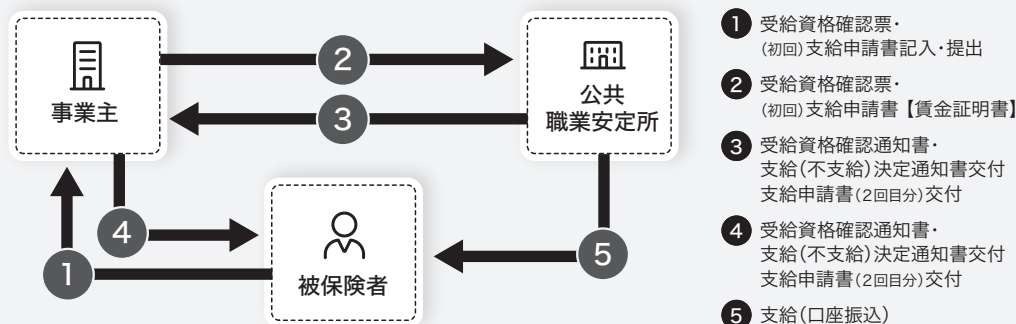 事業主
公共
職業安定所
被保険者
2
3
4
1
5
1 受給資格確認票・
(初回)支給申請書記入・提出
2 受給資格確認票・
(初回)支給申請書【賃金証明書】
3 受給資格確認通知書・
支給(不支給)決定通知書交付
支給申請書(2回目分)交付
4 受給資格確認通知書・
支給(不支給)決定通知書交付
支給申請書(2回目分)交付
5 支給(口座振込)